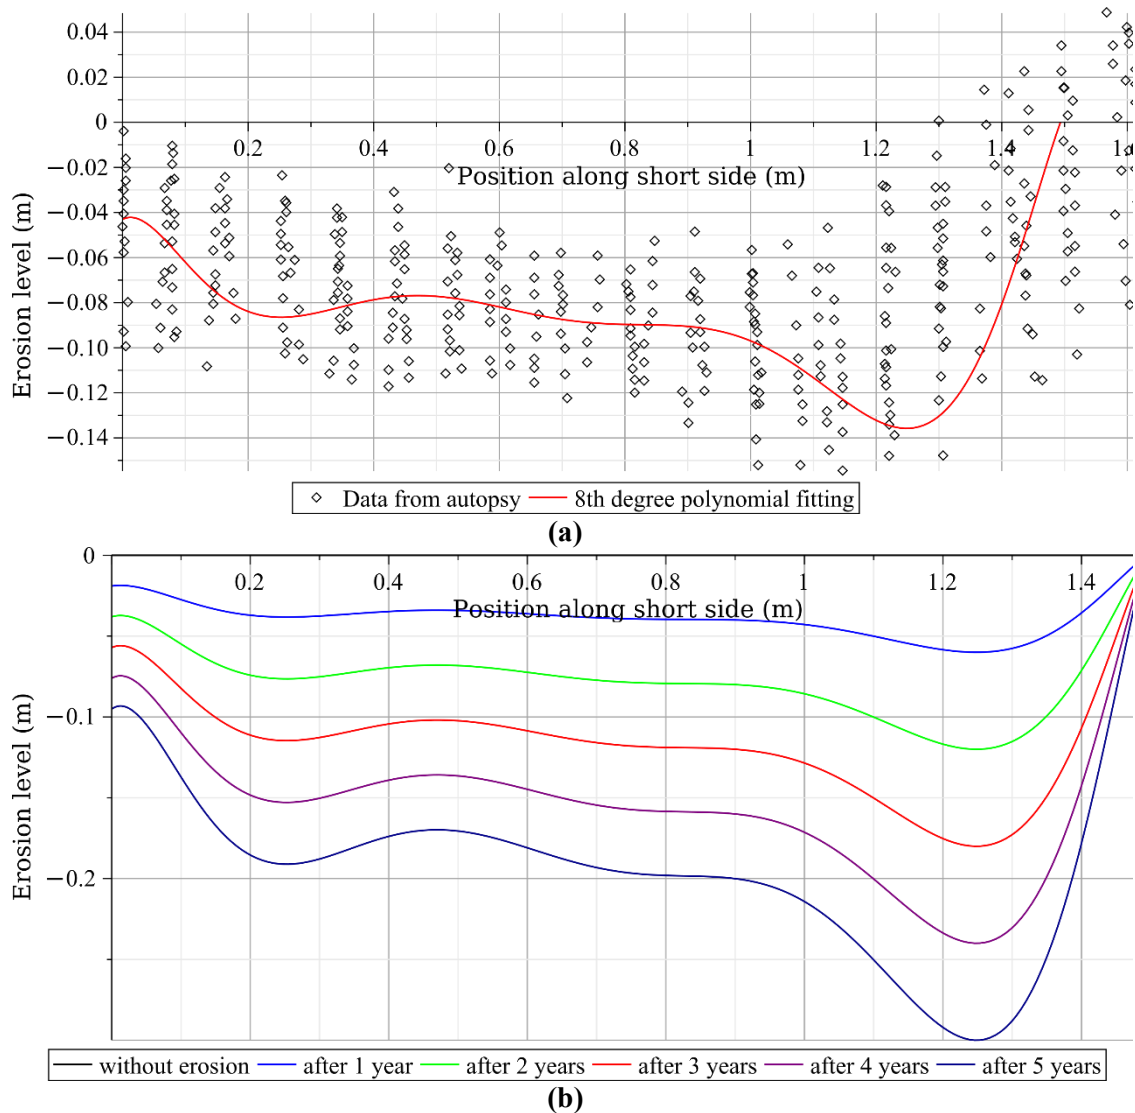 0.04
0.02
0
0.2 0.4 0.6 0.8 1 1.2 1.4 1.6
−0.02
Position along short side (m)
−0.04
−0.06
−0.08
−0.10
−0.12
−0.14
Erosion level (m)
Data from autopsy 8th degree polynomial fitting
(a)
0
0.2 0.4 0.6 0.8 1 1.2 1.4
Position along short side (m)
−0.1
−0.2
Erosion level (m)
without erosion after 1 year after 2 years after 3 years after 4 years after 5 years
(b)